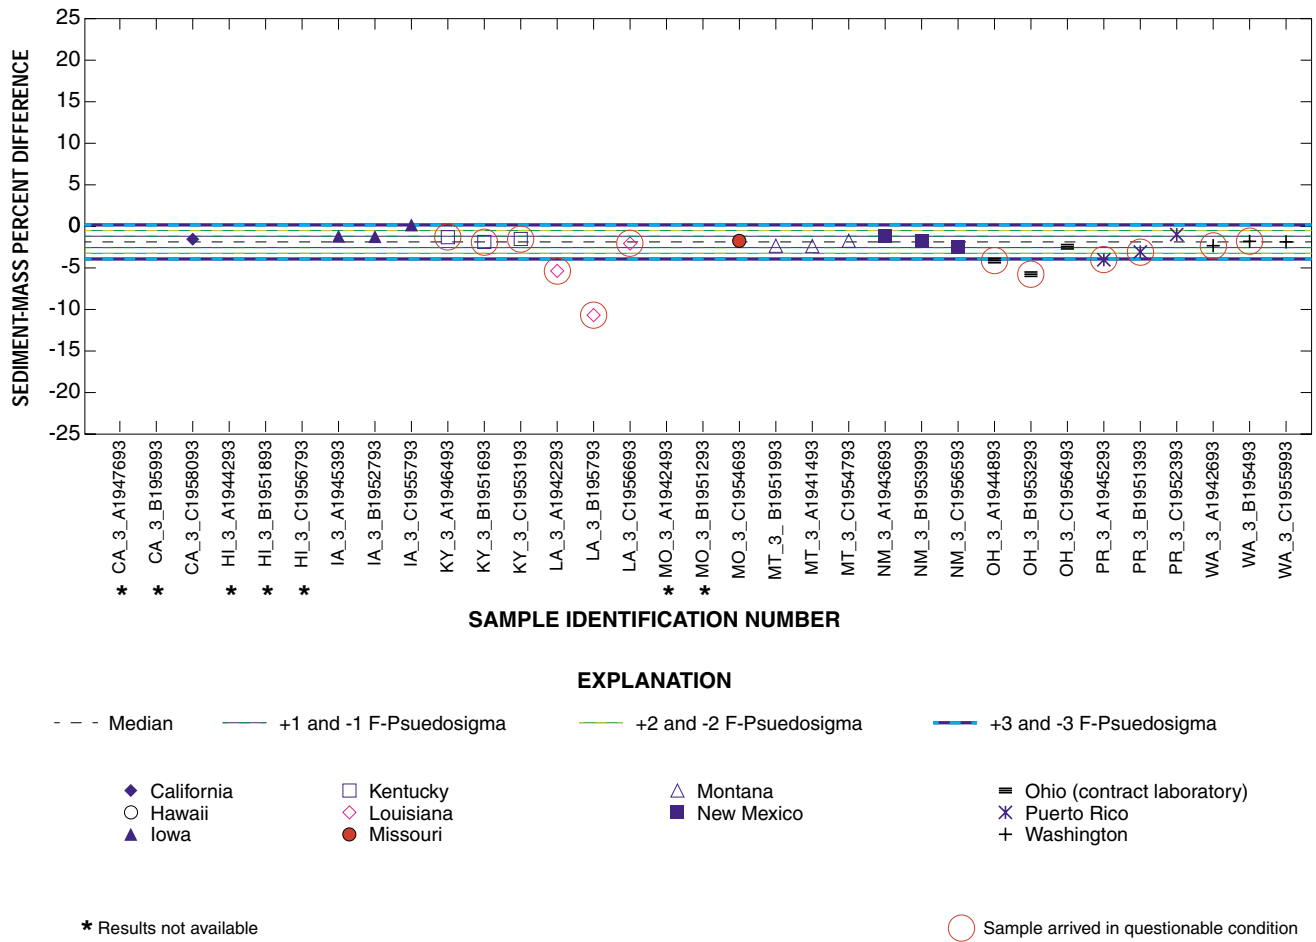 SEDIMENT-MASS PERCENT DIFFERENCE
25
20
15
10
5
0
-5
-10
-15
-20
-25
CA_3_A1947693
CA_3_B195993
CA_3_C1958093
HI_3_A1944293
HI_3_B1951893
HI_3_C1956793
IA_3_A1945393
IA_3_B1952793
IA_3_C1955793
KY_3_A1946493
KY_3_B1951693
KY_3_C1953193
LA_3_A1942293
LA_3_B195793
LA_3_C1956693
MO_3_A1942493
MO_3_B1951293
MO_3_C1954693
MT_3_ B1951993
MT_3_A1941493
MT_3_C1954793
NM_3_A1943693
NM_3_B1953993
NM_3_C1956593
OH_3_A1944893
OH_3_B1953293
OH_3_C1956493
PR_3_A1945293
PR_3_B1951393
PR_3_C1952393
WA_3_A1942693
WA_3_B195493
WA_3_C1955993
* * * * * * *
SAMPLE IDENTIFICATION NUMBER
EXPLANATION
Median
+1 and -1 F-Psuedosigma
+2 and -2 F-Psuedosigma
+3 and -3 F-Psuedosigma
California
Hawaii
Iowa
Kentucky
Louisiana
Missouri
Montana
New Mexico
Ohio (contract laboratory)
Puerto Rico
Washington
* Results not available
Sample arrived in questionable condition